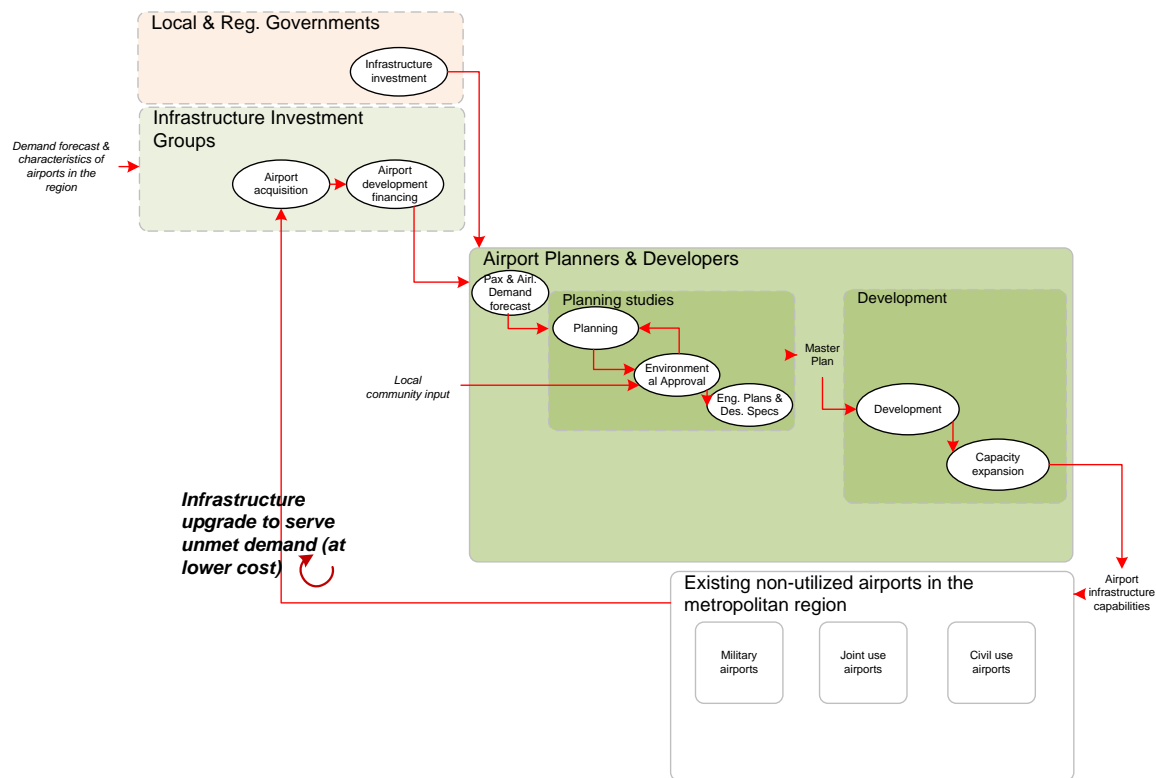 Local & Reg. Governments
Infrastructure
investment
Infrastructure Investment
Groups
Demand forecast &
characteristics of
airports in the
region
Airport
acquisition
Airport
development
financing
Airport Planners & Developers
Pax & Airl.
Demand
forecast
Planning studies
Planning
Environment
al Approval
Eng. Plans &
Des. Specs
Local
community input
Master
Plan
Development
Development
Capacity
expansion
Infrastructure
upgrade to serve
unmet demand (at
lower cost)
Airport
infrastructure
capabilities
Existing non-utilized airports in the
metropolitan region
Military
airports
Joint use
airports
Civil use
airports